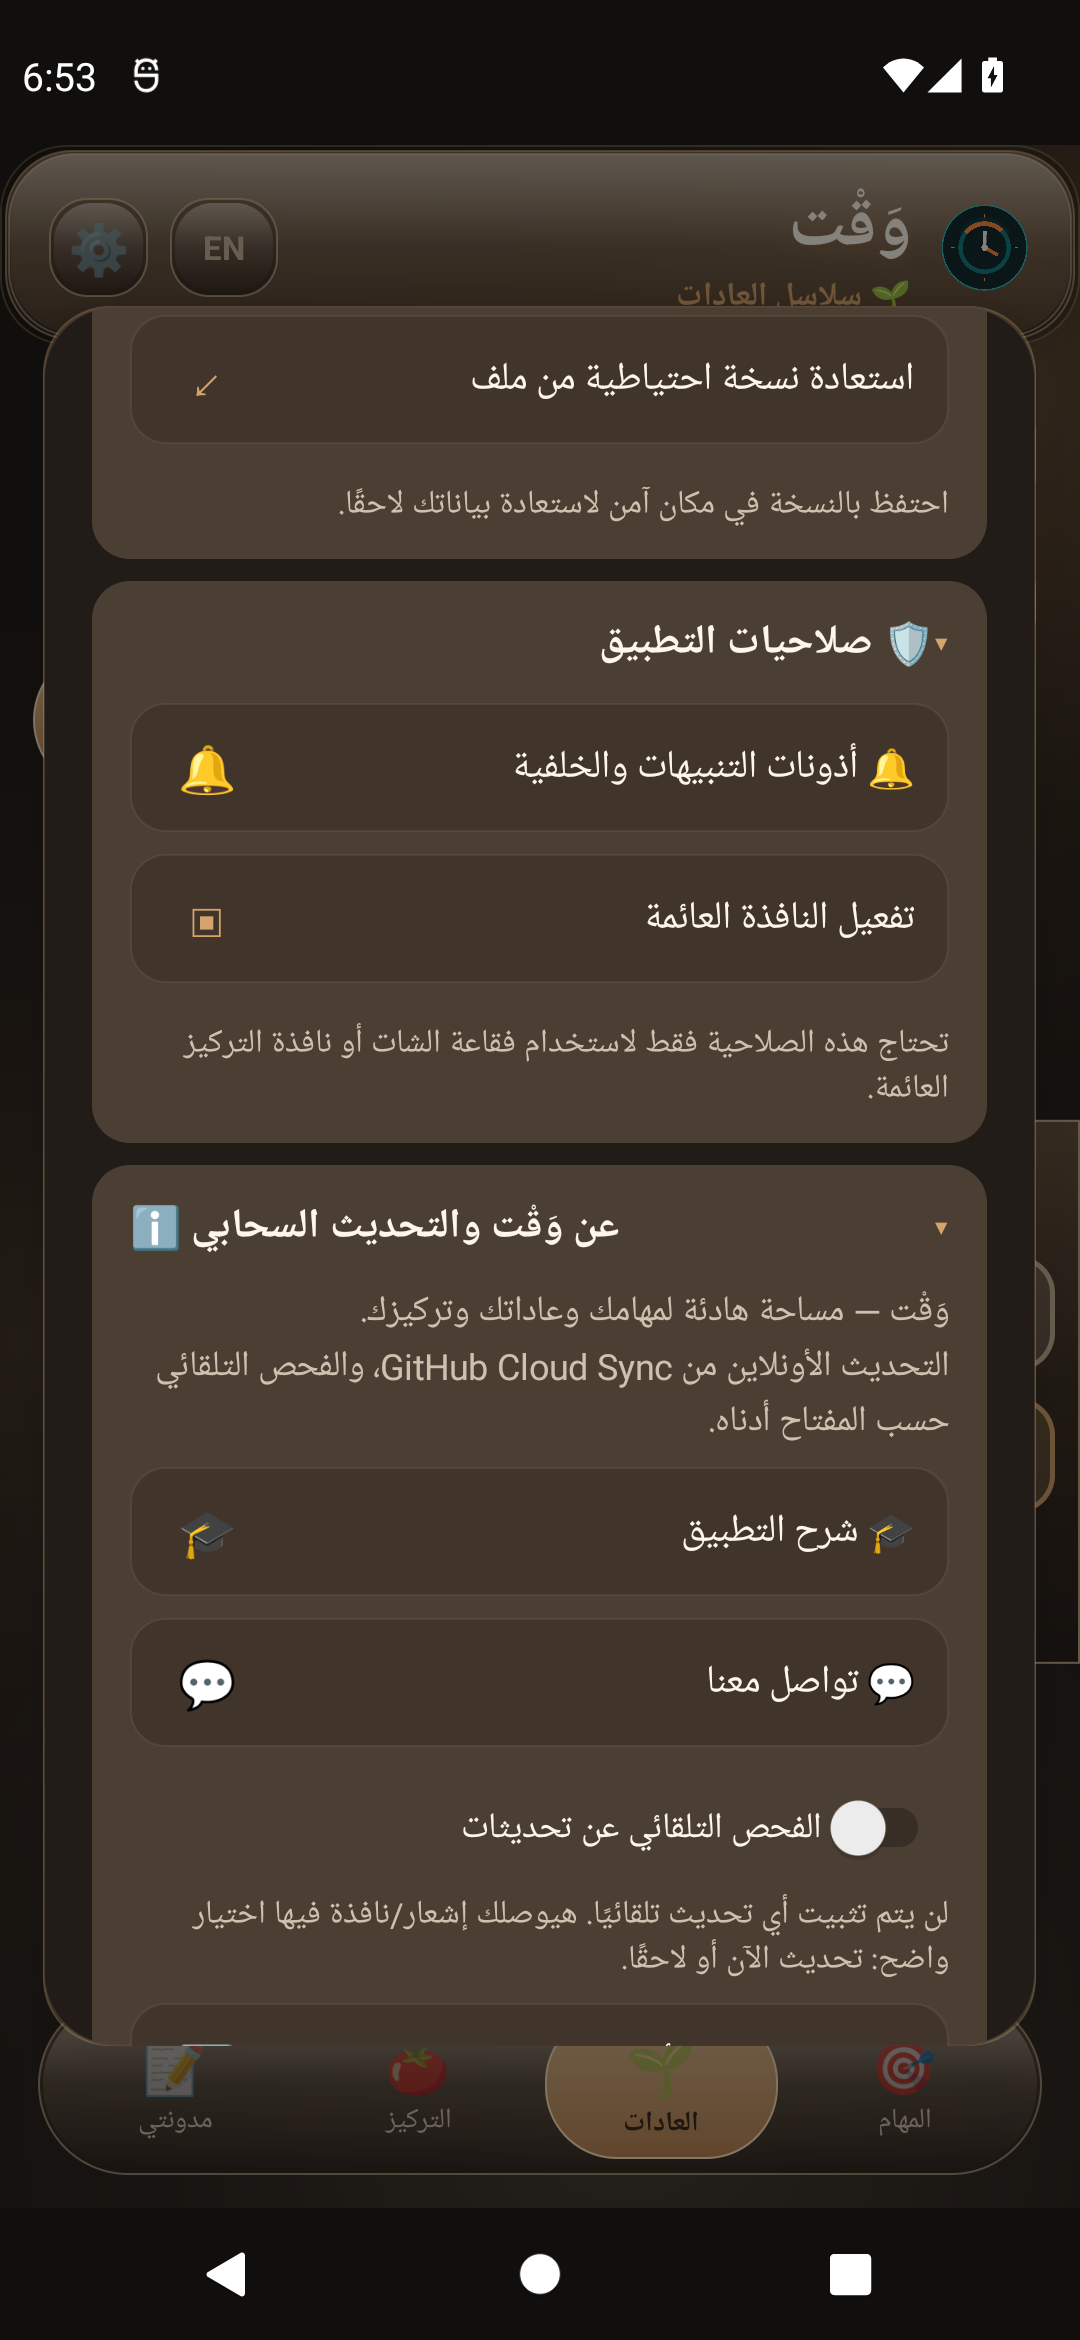 6:53
وَقْت
EN
🌱 سلاسل العادات
استعادة نسخة احتياطية من ملف
احتفظ بالنسخة في مكان آمن لاستعادة بياناتك لاحقًا.
صلاحيات التطبيق
أذونات التنبيهات والخلفية
تفعيل النافذة العائمة
تحتاج هذه الصلاحية فقط لاستخدام فقاعة الشات أو نافذة التركيز
العائمة.
عن وَقْت والتحديث السحابي
وَقْت — مساحة هادئة لمهامك وعاداتك وتركيزك.
التحديث الأونلاين من GitHub Cloud Sync، والفحص التلقائي
حسب المفتاح أدناه.
شرح التطبيق
تواصل معنا
الفحص التلقائي عن تحديثات
لن يتم تثبيت أي تحديث تلقائيًا. هيوصلك إشعار/نافذة فيها اختيار
واضح: تحديث الآن أو لاحقًا.
المهام
العادات
التركيز
مدونتي